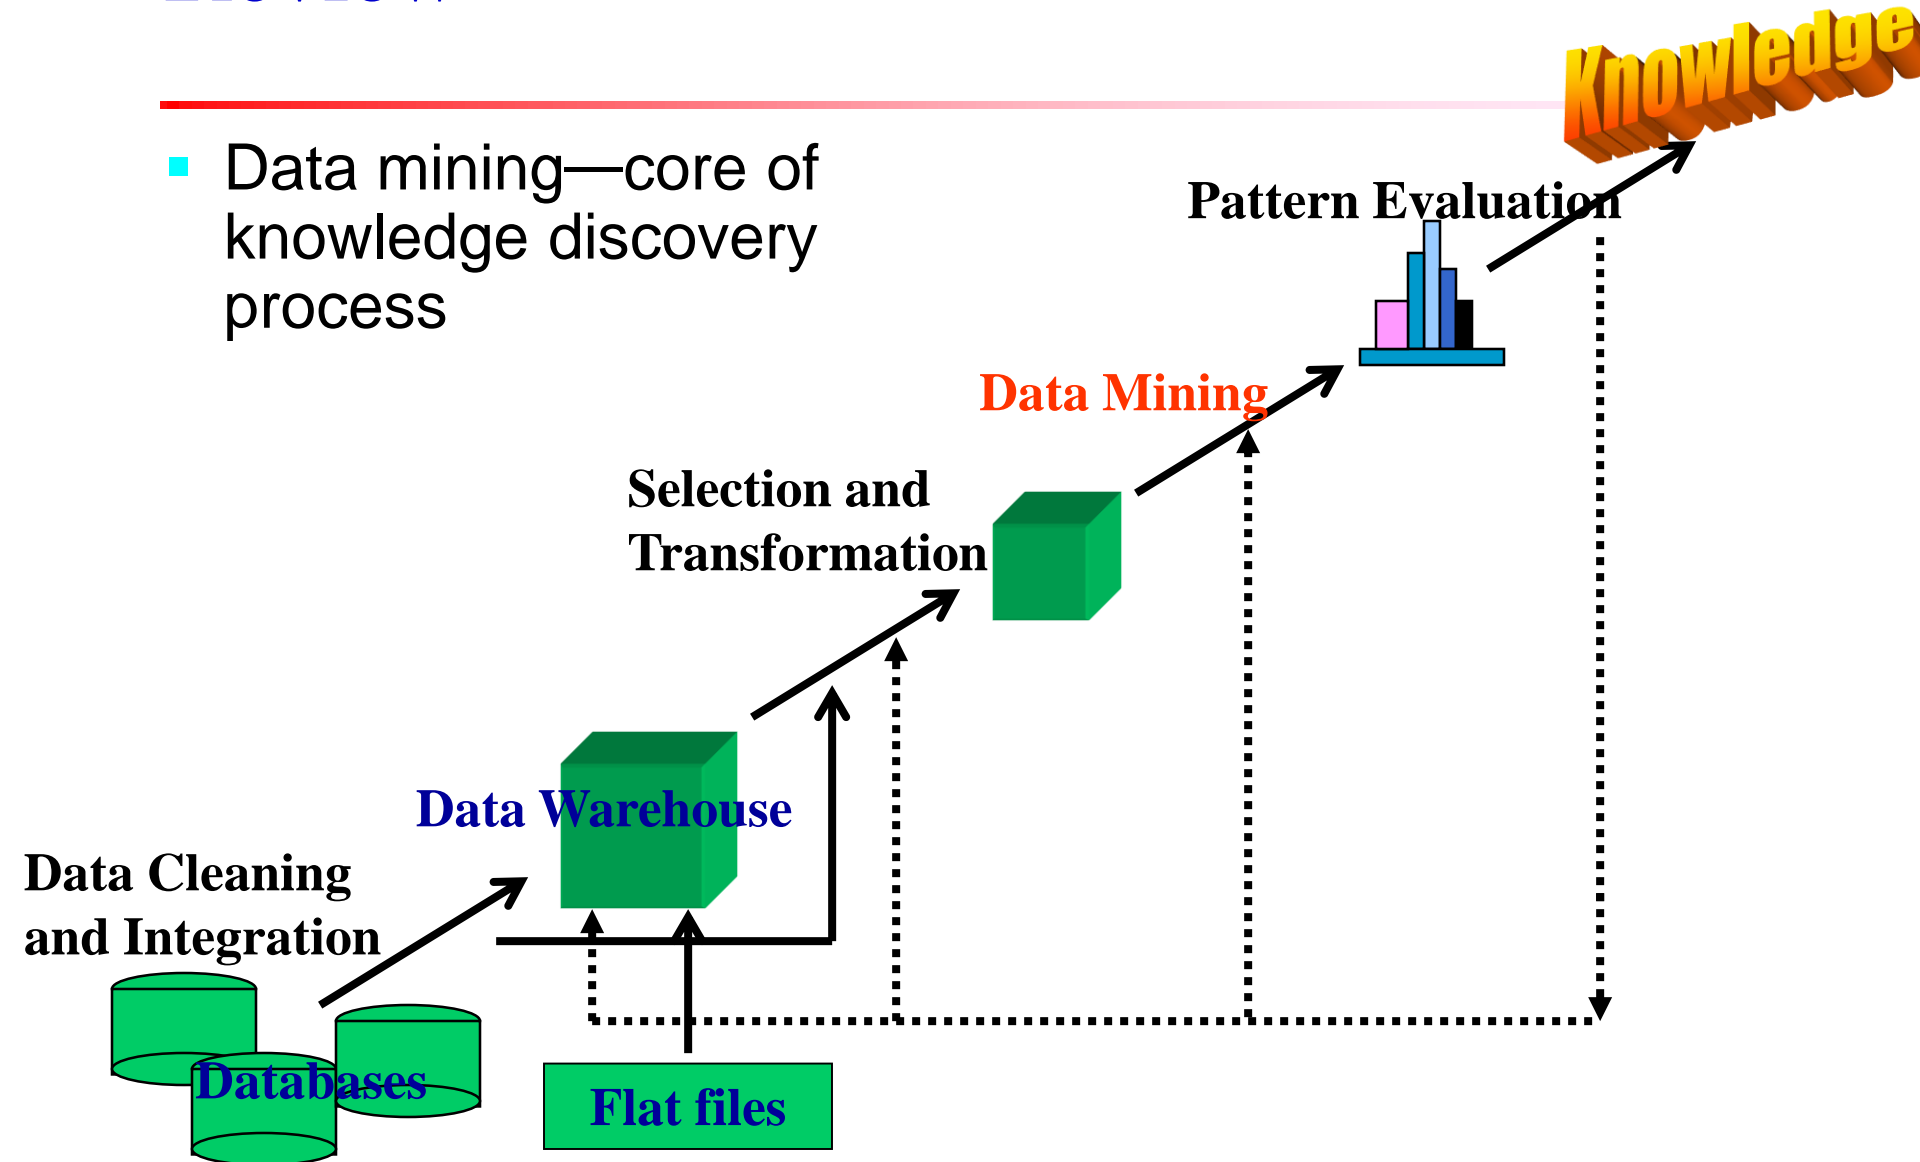 Knowledge
Data mining—core of
knowledge discovery
process
Pattern Evaluation
Data Mining
Selection and
Transformation
Data Warehouse
Data Cleaning
and Integration
Databases
Flat files